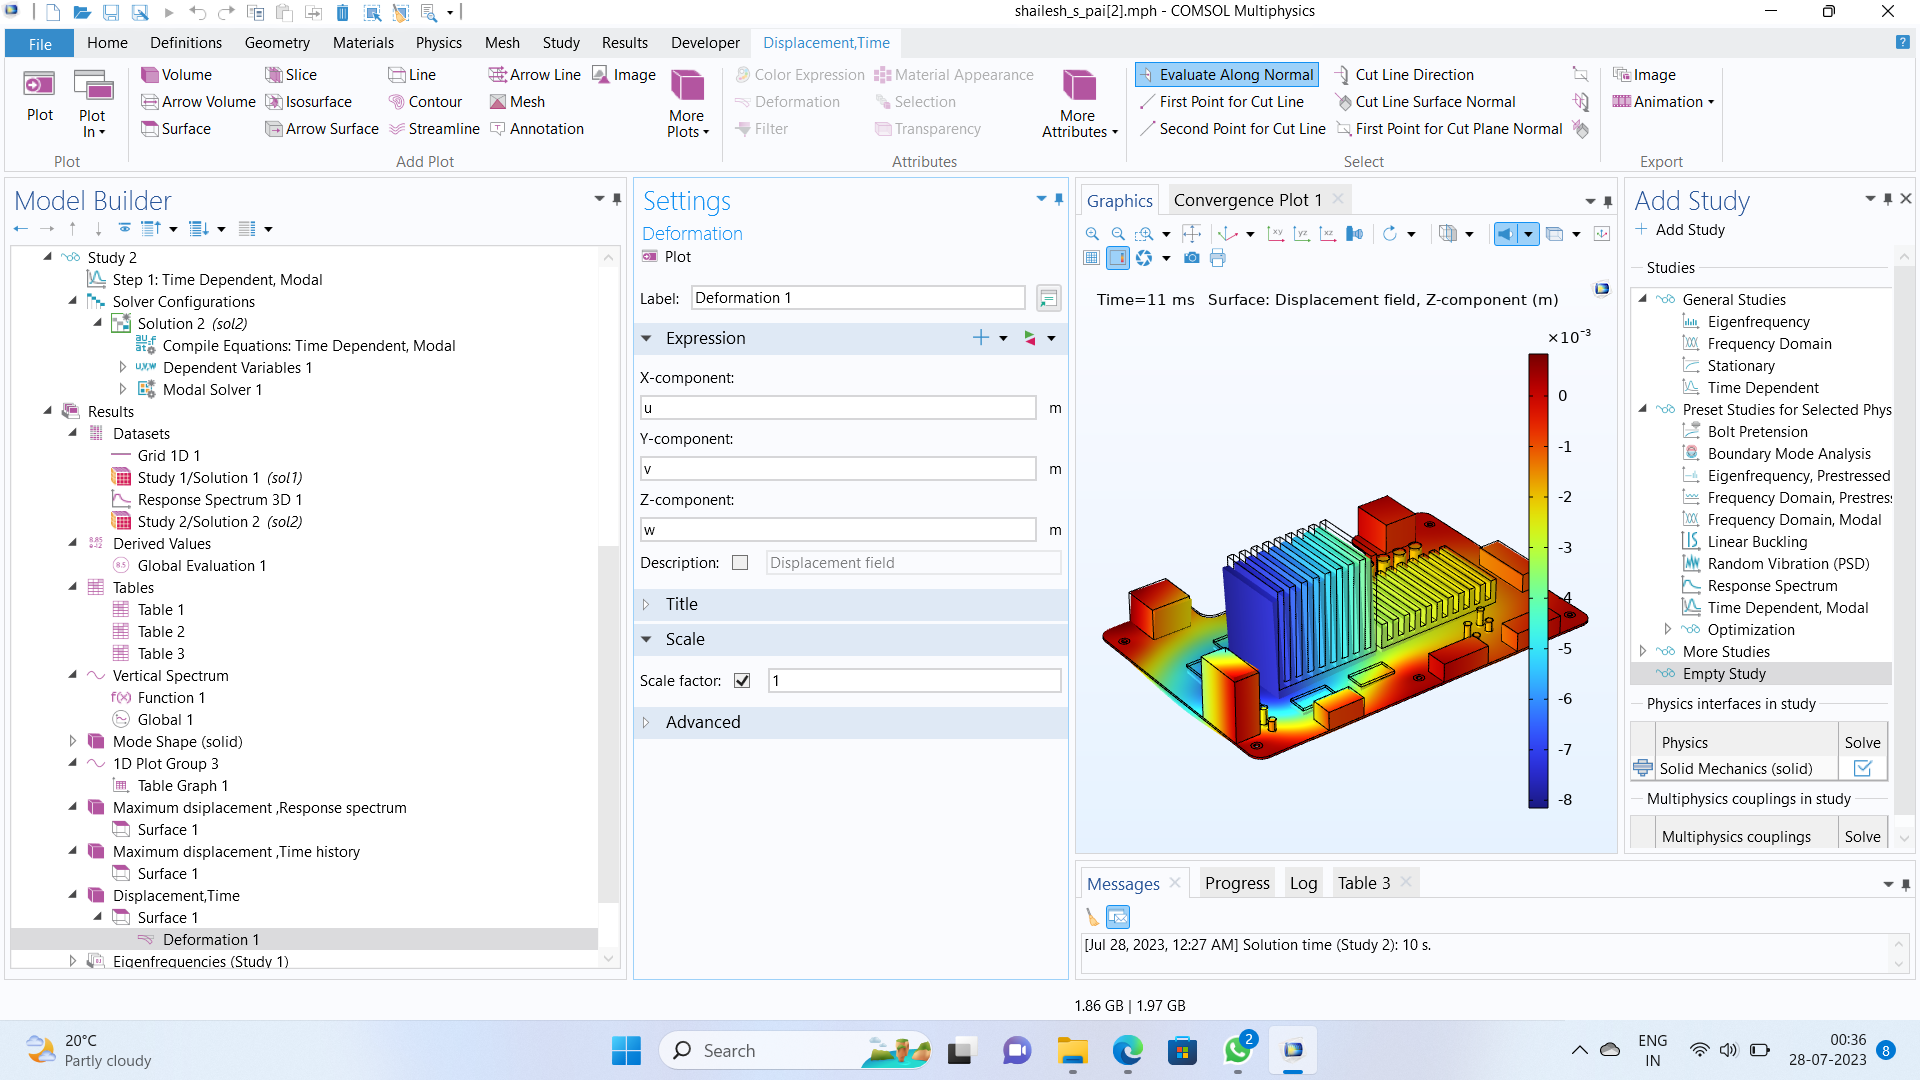 shailesh_s_pai[2].mph - COMSOL Multiphysics
File Home Definitions Geometry Materials Physics Mesh Study Results Developer Displacement,Time
Plot
Plot In
Plot
Volume Slice Line Arrow Line Image
Arrow Volume Isosurface Contour Mesh
Surface Arrow Surface Streamline Annotation
More Plots
Add Plot
Color Expression Material Appearance
Deformation Selection
Filter Transparency
More Attributes
Attributes
Evaluate Along Normal Cut Line Direction
First Point for Cut Line Cut Line Surface Normal
Second Point for Cut Line First Point for Cut Plane Normal
Select
Image
Animation
Export
Model Builder
Study 2
Step 1: Time Dependent, Modal
Solver Configurations
Solution 2 (sol2)
Compile Equations: Time Dependent, Modal
Dependent Variables 1
Modal Solver 1
Results
Datasets
Grid 1D 1
Study 1/Solution 1 (sol1)
Response Spectrum 3D 1
Study 2/Solution 2 (sol2)
Derived Values
Global Evaluation 1
Tables
Table 1
Table 2
Table 3
Vertical Spectrum
Function 1
Global 1
Mode Shape (solid)
1D Plot Group 3
Table Graph 1
Maximum dsiplacement ,Response spectrum
Surface 1
Maximum displacement ,Time history
Surface 1
Displacement,Time
Surface 1
Deformation 1
Eigenfrequencies (Study 1)
Settings
Deformation
Plot
Label: Deformation 1
Expression
X-component:
u m
Y-component:
v m
Z-component:
w m
Description: Displacement field
Title
Scale
Scale factor: 1
Advanced
Graphics Convergence Plot 1
Time=11 ms Surface: Displacement field, Z-component (m)
×10⁻³
0
-1
-2
-3
-4
-5
-6
-7
-8
Messages Progress Log Table 3
[Jul 28, 2023, 12:27 AM] Solution time (Study 2): 10 s.
Add Study
Add Study
Studies
General Studies
Eigenfrequency
Frequency Domain
Stationary
Time Dependent
Preset Studies for Selected Phys
Bolt Pretension
Boundary Mode Analysis
Eigenfrequency, Prestressed
Frequency Domain, Prestres
Frequency Domain, Modal
Linear Buckling
Random Vibration (PSD)
Response Spectrum
Time Dependent, Modal
Optimization
More Studies
Empty Study
Physics interfaces in study
Physics Solve
Solid Mechanics (solid)
Multiphysics couplings in study
Multiphysics couplings Solve
1.86 GB | 1.97 GB
20°C
Partly cloudy
Search
2
ENG
IN
00:36
28-07-2023
8